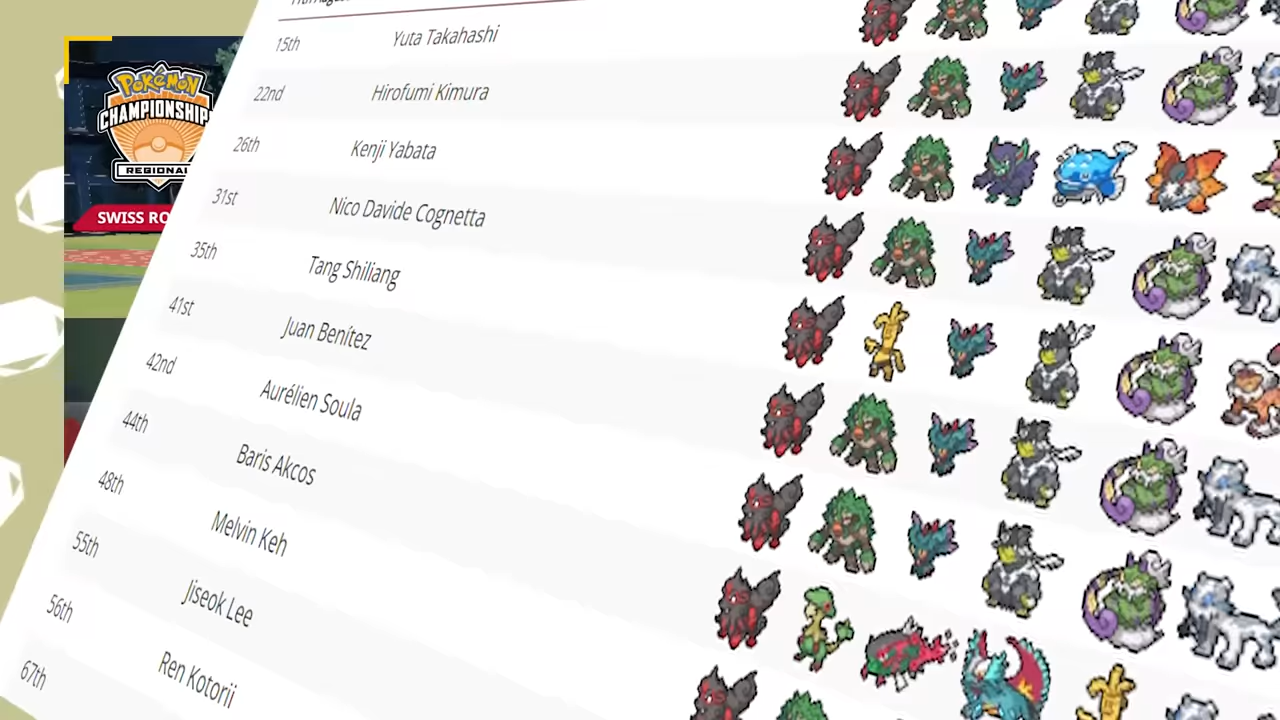 15th Yuta Takahashi
22nd Hirofumi Kimura
26th Kenji Yabata
31st Nico Davide Cognetta
35th Tang Shiliang
41st Juan Benítez
42nd Aurélien Soula
44th Baris Akcos
48th Melvin Keh
55th Jiseok Lee
56th Ren Kotorii
67th
POKéMON
CHAMPIONSHIP
REGIONAL
SWISS RO